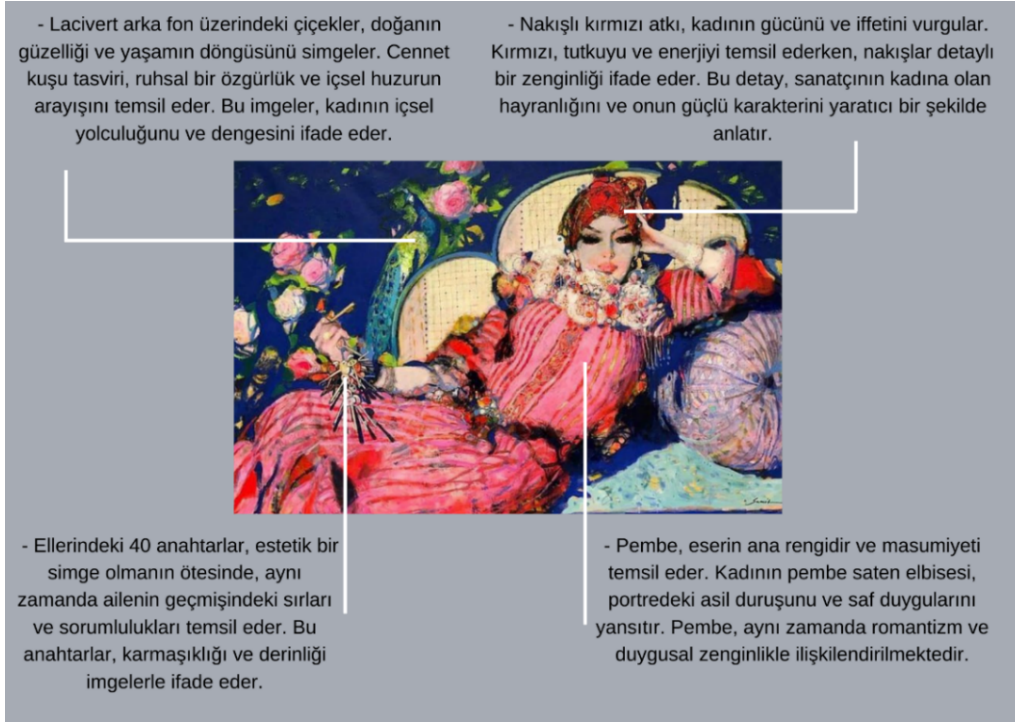 - Lacivert arka fon üzerindeki çiçekler, doğanın
güzelliği ve yaşamın döngüsünü simgeler. Cennet
kuşu tasviri, ruhsal bir özgürlük ve içsel huzurun
arayışını temsil eder. Bu imgeler, kadının içsel
yolculuğunu ve dengesini ifade eder.
- Nakışlı kırmızı atkı, kadının gücünü ve iffetini vurgular.
Kırmızı, tutkuyu ve enerjiyi temsil ederken, nakışlar detaylı
bir zenginliği ifade eder. Bu detay, sanatçının kadına olan
hayranlığını ve onun güçlü karakterini yaratıcı bir şekilde
anlatır.
- Ellerindeki 40 anahtarlar, estetik bir
simge olmanın ötesinde, aynı
zamanda ailenin geçmişindeki sırları
ve sorumlulukları temsil eder. Bu
anahtarlar, karmaşıklığı ve derinliği
imgelerle ifade eder.
- Pembe, eserin ana rengidir ve masumiyeti
temsil eder. Kadının pembe saten elbisesi,
portredeki asil duruşunu ve saf duygularını
yansıtır. Pembe, aynı zamanda romantizm ve
duygusal zenginlikle ilişkilendirilmektedir.